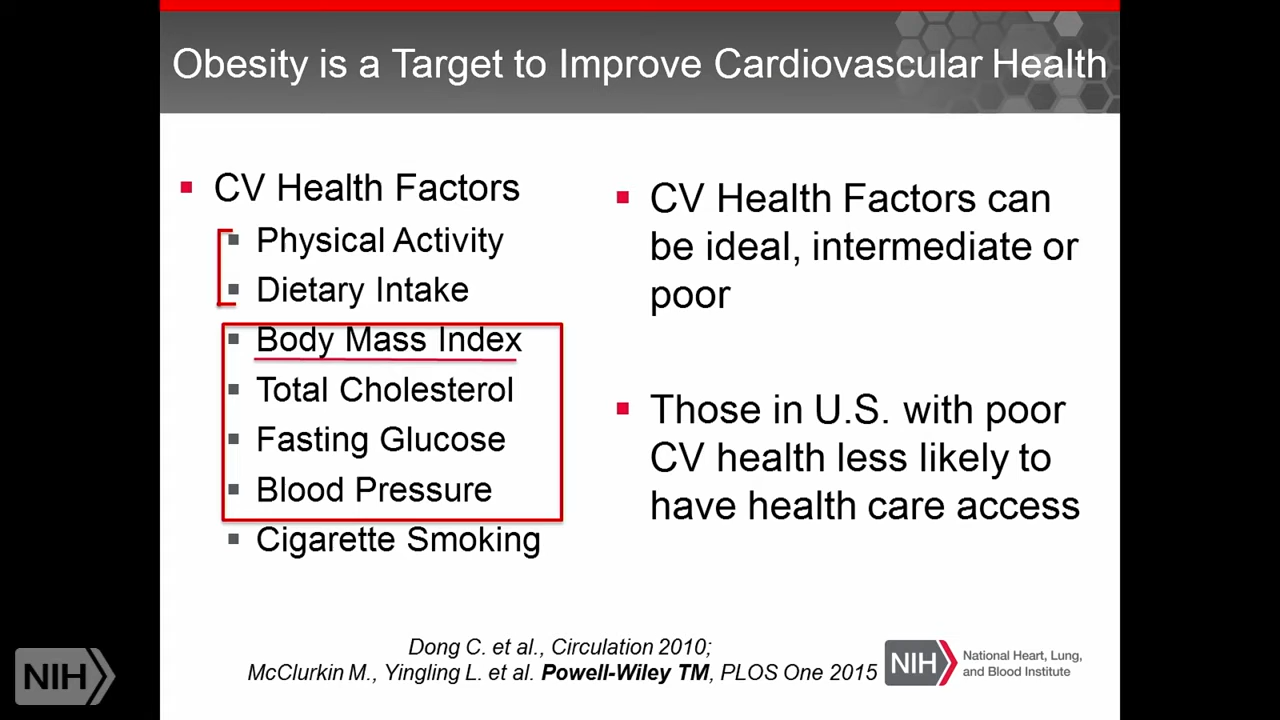 Obesity is a Target to Improve Cardiovascular Health
CV Health Factors
Physical Activity
Dietary Intake
Body Mass Index
Total Cholesterol
Fasting Glucose
Blood Pressure
Cigarette Smoking
CV Health Factors can
be ideal, intermediate or
poor
Those in U.S. with poor
CV health less likely to
have health care access
Dong C. et al., Circulation 2010;
McClurkin M., Yingling L. et al. Powell-Wiley TM, PLOS One 2015
NIH
National Heart, Lung,
and Blood Institute
NIH